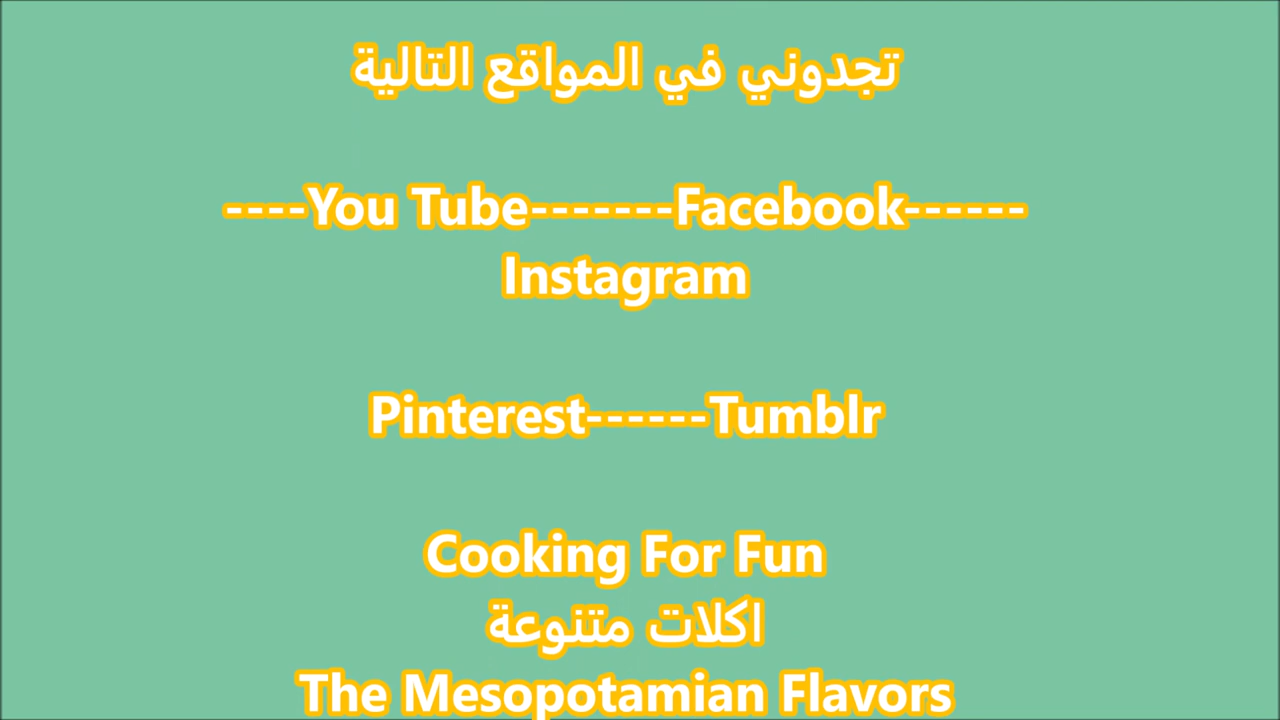 تجدوني في المواقع التالية
----You Tube-------Facebook------
Instagram
Pinterest------Tumblr
Cooking For Fun
اكلات متنوعة
The Mesopotamian Flavors